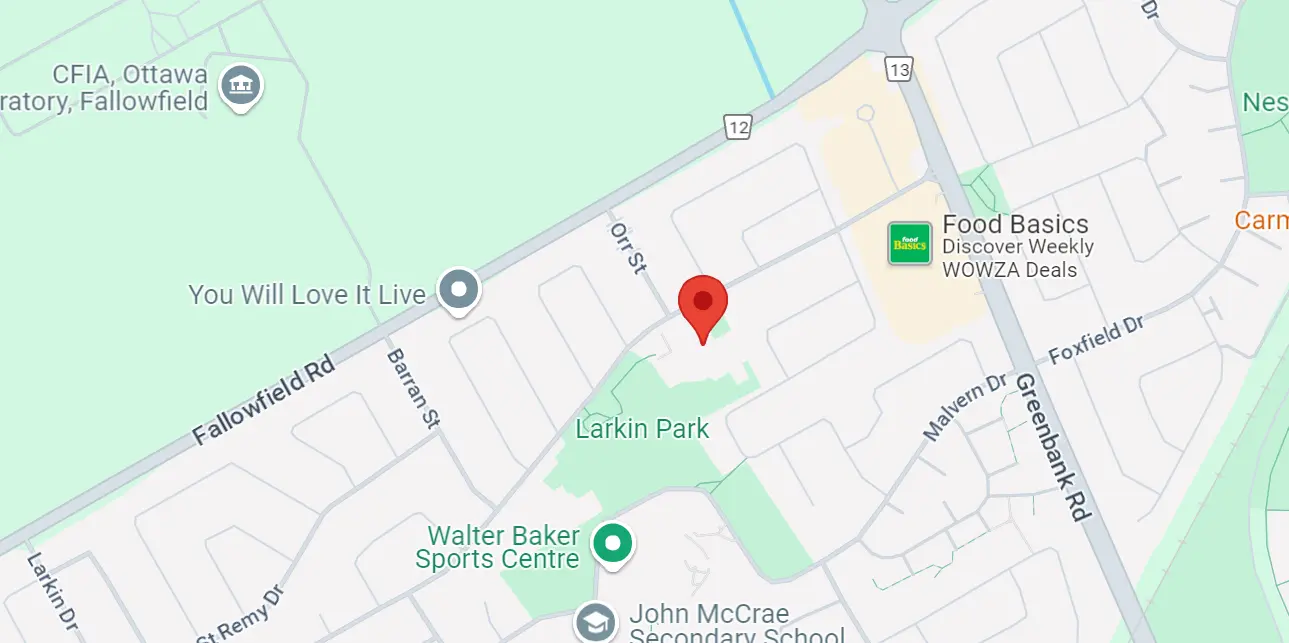 Dr
CFIA, Ottawa
ratory, Fallowfield
13
Nes
12
Orr St
food
Basics
Food Basics
Discover Weekly
WOWZA Deals
Carm
You Will Love It Live
Barran St
Fallowfield Rd
Foxfield Dr
Malvern Dr
Greenbank Rd
Larkin Park
Walter Baker
Sports Centre
Larkin Dr
St Remy Dr
John McCrae
Secondary School